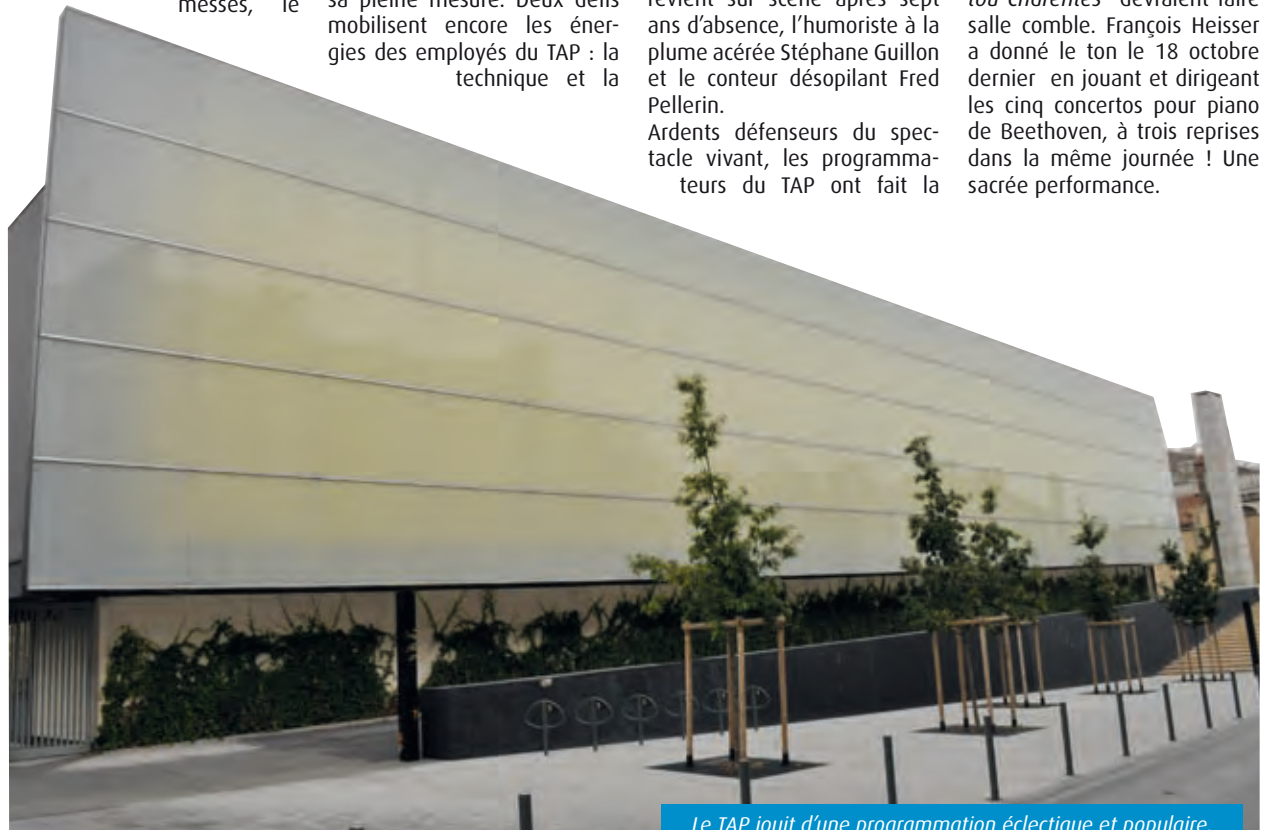 messes, le
sa pleine mesure. Deux défis
mobilisent encore les éner-
gies des employés du TAP : la
technique et la
revient sur scène après sept
ans d'absence, l'humoriste à la
plume acérée Stéphane Guillon
et le conteur désopilant Fred
Pellerin.
Ardents défenseurs du spec-
tacle vivant, les programma-
teurs du TAP ont fait la
devraient faire
salle comble. François Heisser
a donné le ton le 18 octobre
dernier en jouant et dirigeant
les cinq concertos pour piano
de Beethoven, à trois reprises
dans la même journée ! Une
sacrée performance.
Le TAP jouit d'une programmation éclectique et populaire